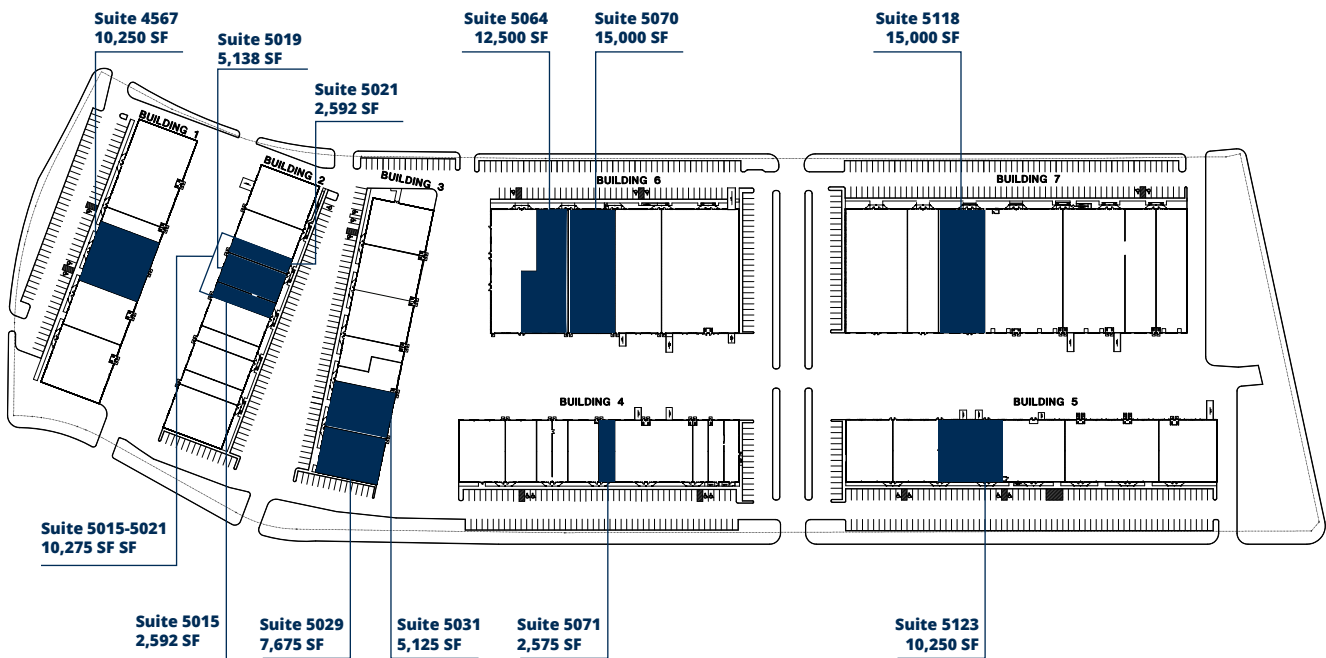 Suite 4567
10,250 SF
Suite 5019
5,138 SF
Suite 5021
2,592 SF
Suite 5064
12,500 SF
Suite 5070
15,000 SF
Suite 5118
15,000 SF
BUILDING 1
BUILDING 2
BUILDING 3
BUILDING 6
BUILDING 7
BUILDING 4
BUILDING 5
Suite 5015-5021
10,275 SF SF
Suite 5015
2,592 SF
Suite 5029
7,675 SF
Suite 5031
5,125 SF
Suite 5071
2,575 SF
Suite 5123
10,250 SF